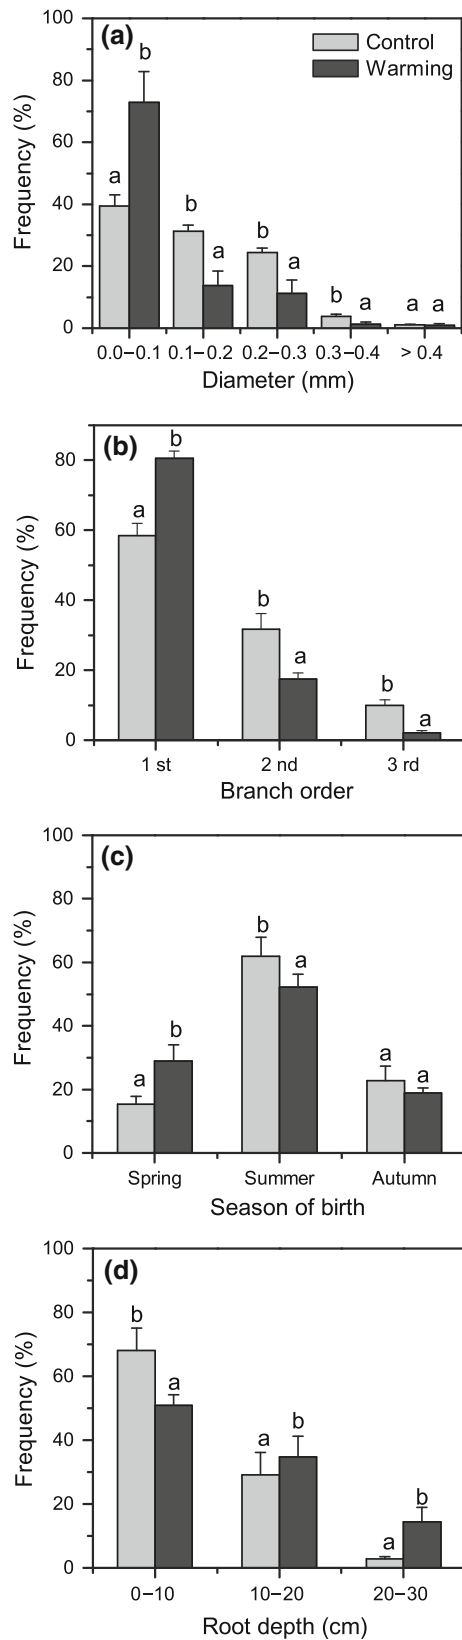 (a)
Control
Warming
Frequency (%)
100
80
60
40
20
0
a b
b a
b a
b a
a a
0.0−0.1 0.1−0.2 0.2−0.3 0.3−0.4 > 0.4
Diameter (mm)
(b)
Frequency (%)
80
60
40
20
0
a b
b a
b a
1 st 2 nd 3 rd
Branch order
(c)
Frequency (%)
100
80
60
40
20
0
a b
b a
a a
Spring Summer Autumn
Season of birth
(d)
Frequency (%)
100
80
60
40
20
0
b a
a b
a b
0−10 10−20 20−30
Root depth (cm)